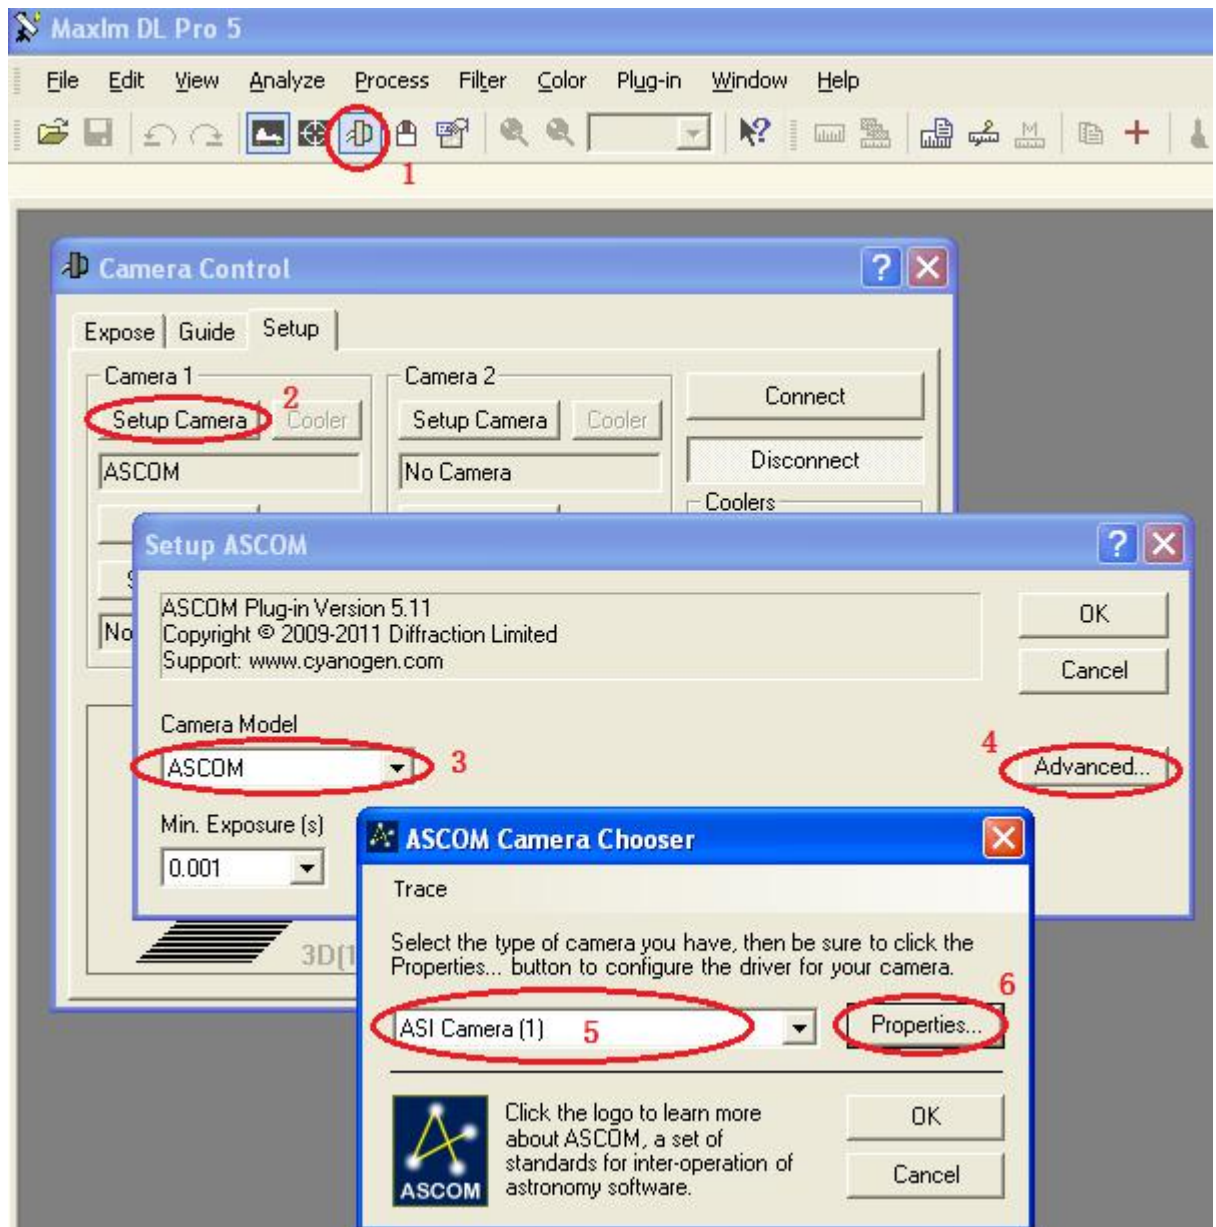 MaxIm DL Pro 5
File Edit View Analyze Process Filter Color Plug-in Window Help
1
Camera Control
Expose Guide Setup
Camera 1 Camera 2
2
Setup Camera Cooler Setup Camera Cooler Connect
ASCOM No Camera Disconnect
Coolers
Setup ASCOM
ASCOM Plug-in Version 5.11
Copyright © 2009-2011 Diffraction Limited
Support: www.cyanogen.com
OK
No
Cancel
Camera Model
ASCOM 3
4 Advanced...
Min. Exposure (s)
0.001
ASCOM Camera Chooser
Trace
Select the type of camera you have, then be sure to click the
Properties... button to configure the driver for your camera.
3D(1
6
ASI Camera (1) 5 Properties...
Click the logo to learn more
about ASCOM, a set of
standards for inter-operation of
astronomy software.
ASCOM
OK
Cancel